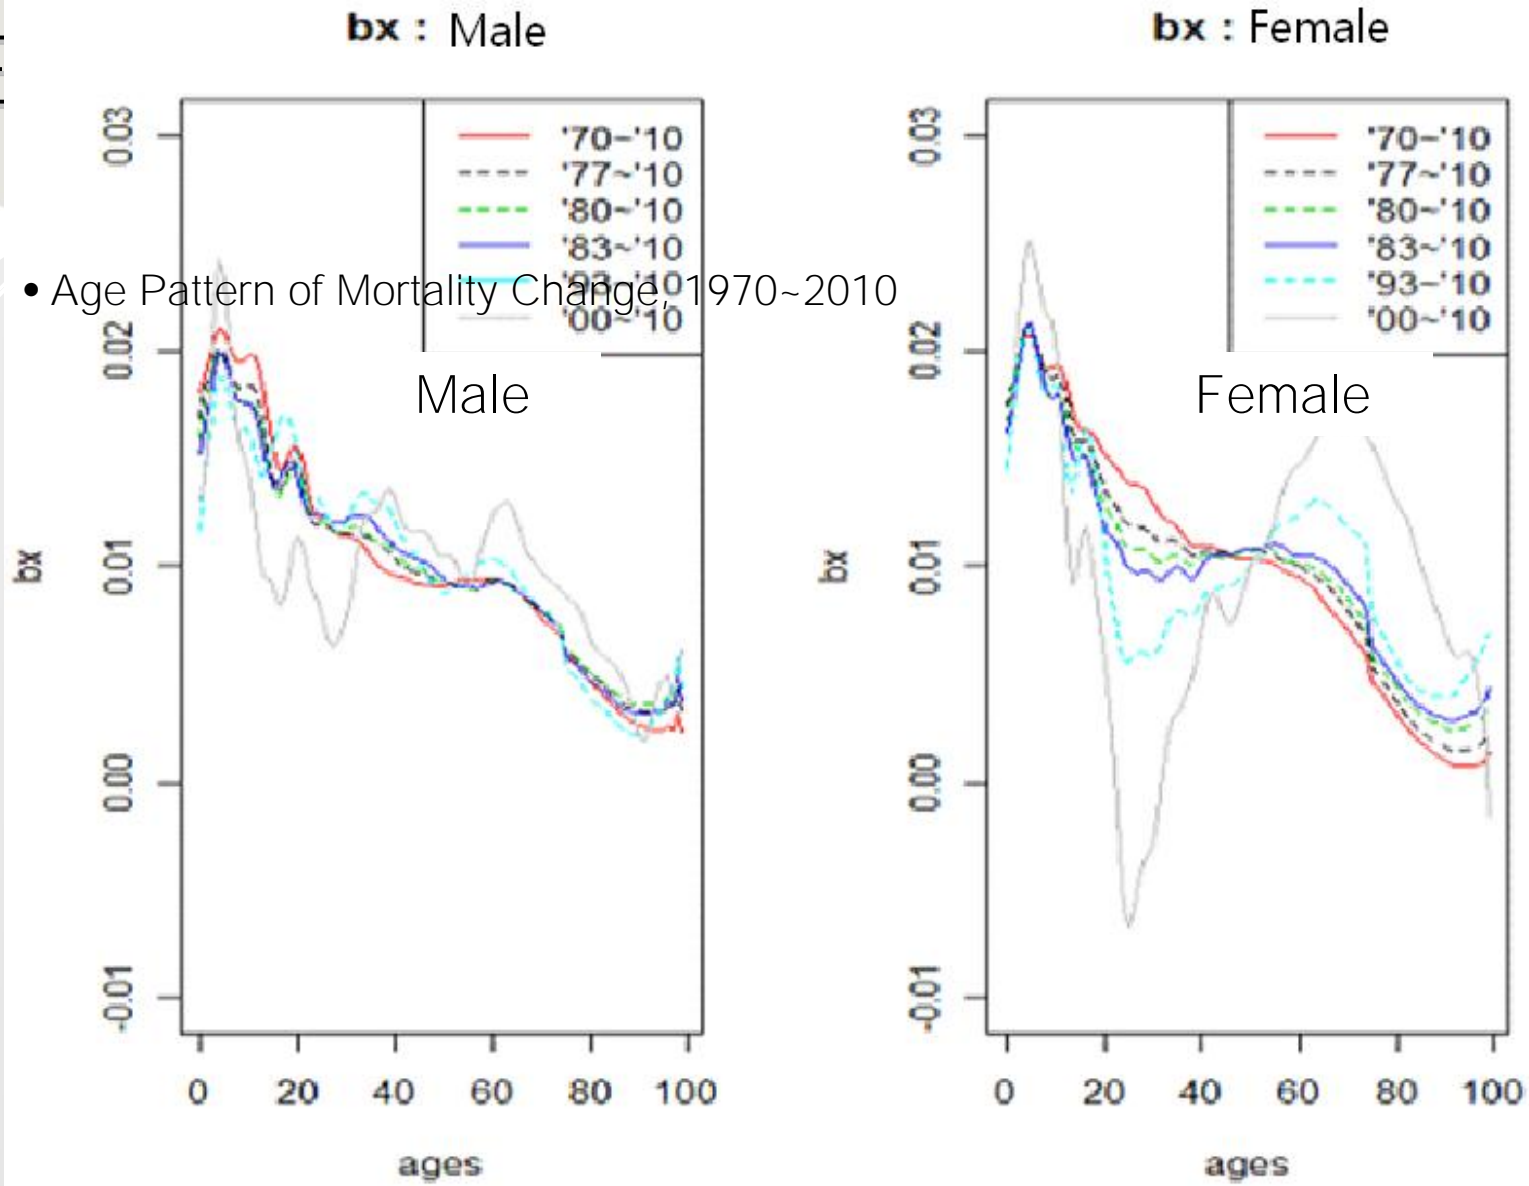 bx : Male
0.03
0.02
0.01
0.00
-0.01
bx
'70~'10
'77~'10
'80~'10
'83~'10
'93~'10
'00~'10
• Age Pattern of Mortality Change, 1970~2010
Male
0 20 40 60 80 100
ages
bx : Female
0.03
0.02
0.01
0.00
-0.01
bx
'70~'10
'77~'10
'80~'10
'83~'10
'93~'10
'00~'10
Female
0 20 40 60 80 100
ages